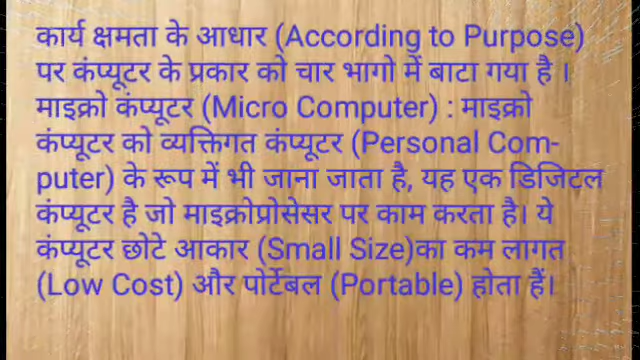 कार्य क्षमता के आधार (According to Purpose)
पर कंप्यूटर के प्रकार को चार भागो में बाटा गया है ।
माइक्रो कंप्यूटर (Micro Computer) : माइक्रो
कंप्यूटर को व्यक्तिगत कंप्यूटर (Personal Com-
puter) के रूप में भी जाना जाता है, यह एक डिजिटल
कंप्यूटर है जो माइक्रोप्रोसेसर पर काम करता है। ये
कंप्यूटर छोटे आकार (Small Size)का कम लागत
(Low Cost) और पोर्टेबल (Portable) होता हैं।